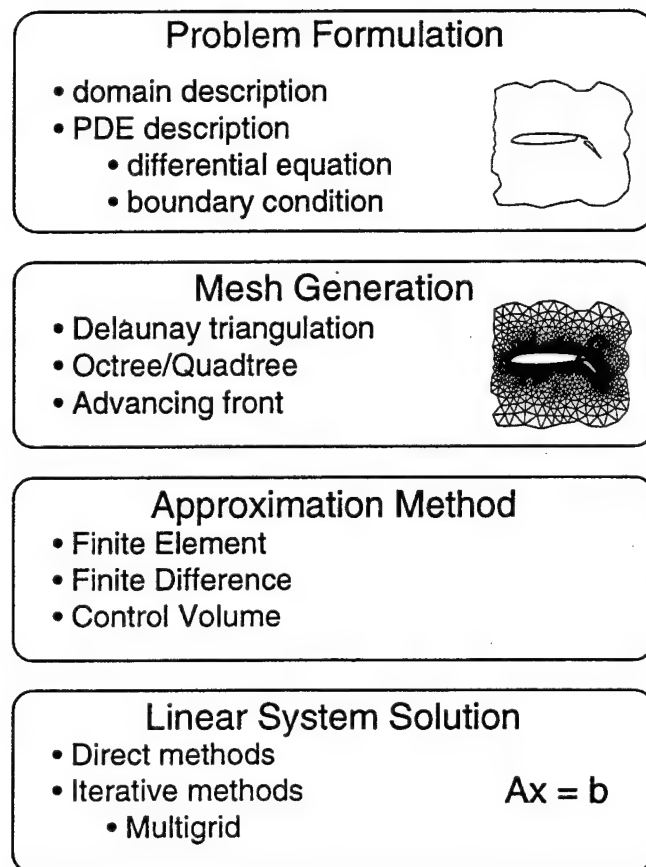 Problem Formulation
• domain description
• PDE description
• differential equation
• boundary condition
Mesh Generation
• Delaunay triangulation
• Octree/Quadtree
• Advancing front
Approximation Method
• Finite Element
• Finite Difference
• Control Volume
Linear System Solution
• Direct methods
• Iterative methods
Ax = b
• Multigrid